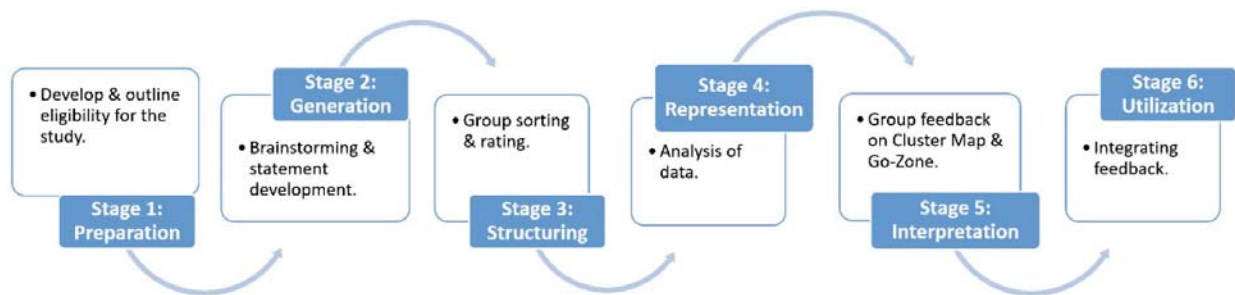 • Develop & outline
eligibility for the
study.
Stage 1:
Preparation
Stage 2:
Generation
• Brainstorming &
statement
development.
• Group sorting
& rating.
Stage 3:
Structuring
Stage 4:
Representation
• Analysis of
data.
• Group feedback
on Cluster Map &
Go-Zone.
Stage 5:
Interpretation
Stage 6:
Utilization
• Integrating
feedback.